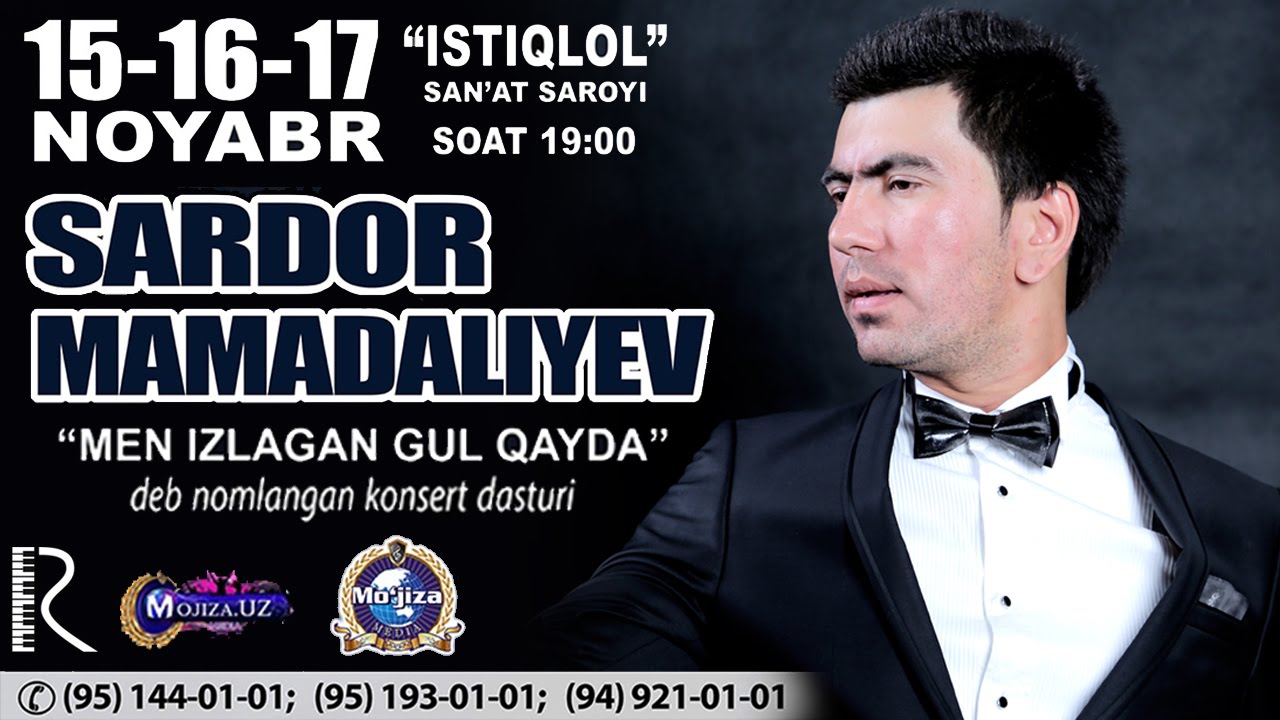 15-16-17
NOYABR
“ISTIQLOL”
SAN’AT SAROYI
SOAT 19:00
SARDOR
MAMADALIYEV
“MEN IZLAGAN GUL QAYDA”
deb nomlangan konsert dasturi
R
MOJIZA.UZ
MEDIA
Mo‘jiza
MEDIA
✆ (95) 144-01-01; (95) 193-01-01; (94) 921-01-01